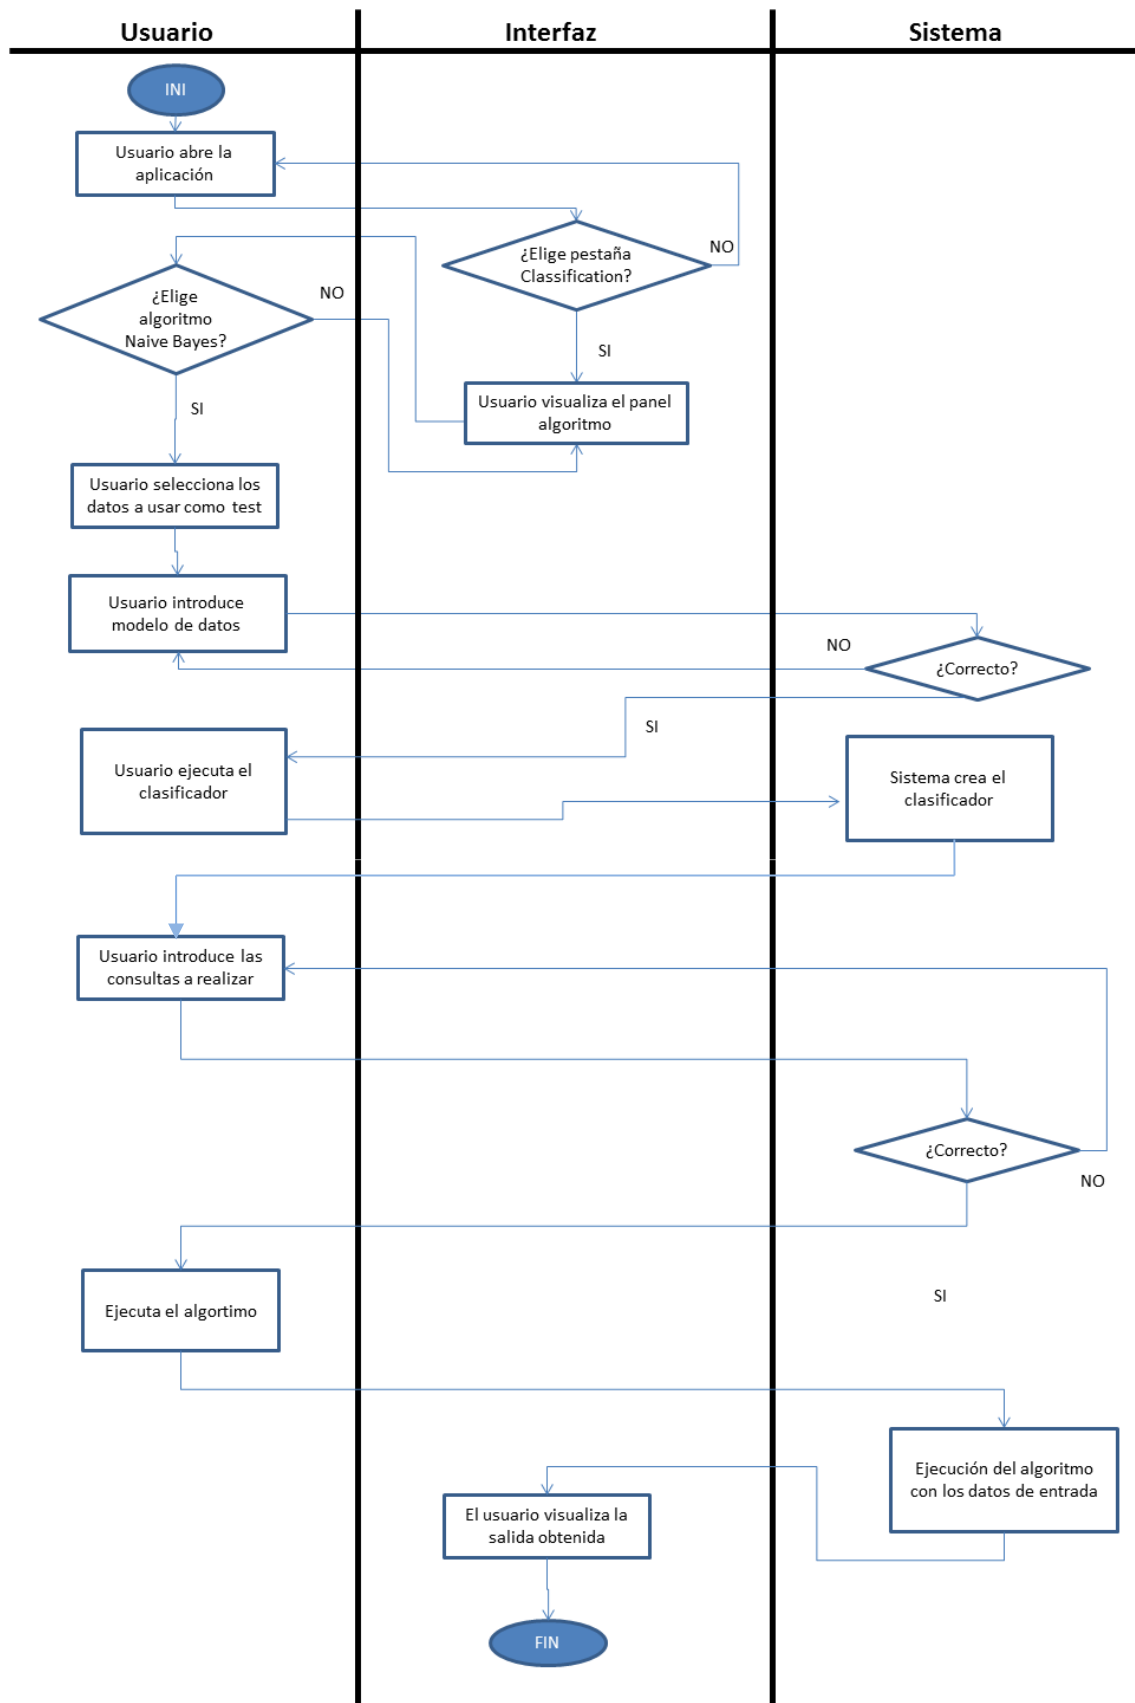 Usuario
Interfaz
Sistema
INI
Usuario abre la
aplicación
¿Elige pestaña
Classification?
NO
¿Elige
algoritmo
Naive Bayes?
NO
SI
Usuario visualiza el panel
algoritmo
SI
Usuario selecciona los
datos a usar como test
Usuario introduce
modelo de datos
NO
¿Correcto?
SI
Usuario ejecuta el
clasificador
Sistema crea el
clasificador
Usuario introduce las
consultas a realizar
¿Correcto?
NO
SI
Ejecuta el algortimo
Ejecución del algoritmo
con los datos de entrada
El usuario visualiza la
salida obtenida
FIN